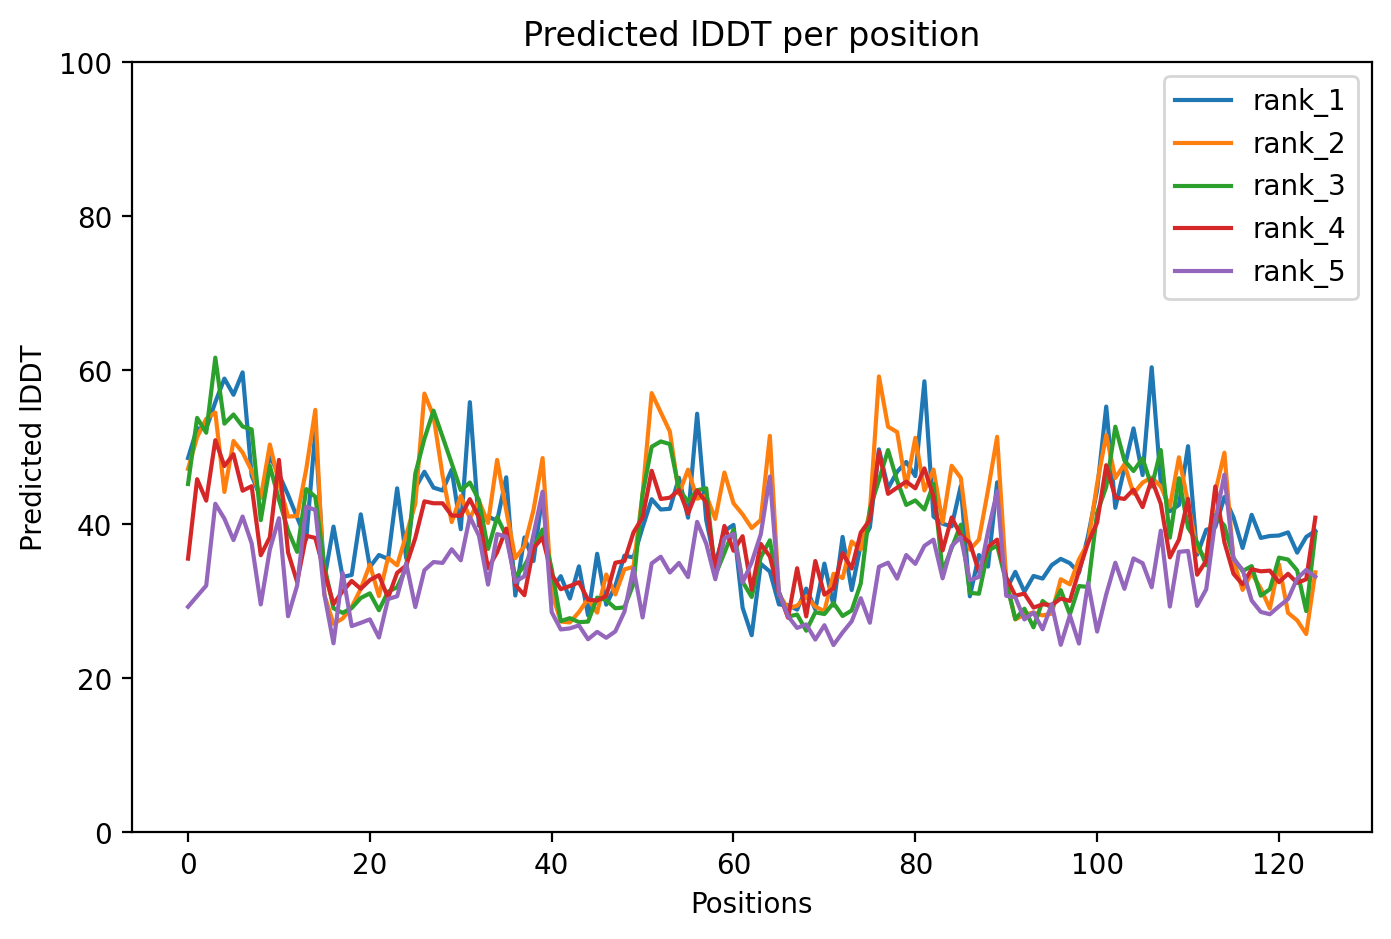 Predicted lDDT per position
100
80
60
40
20
0
Predicted lDDT
0 20 40 60 80 100 120
Positions
rank_1
rank_2
rank_3
rank_4
rank_5